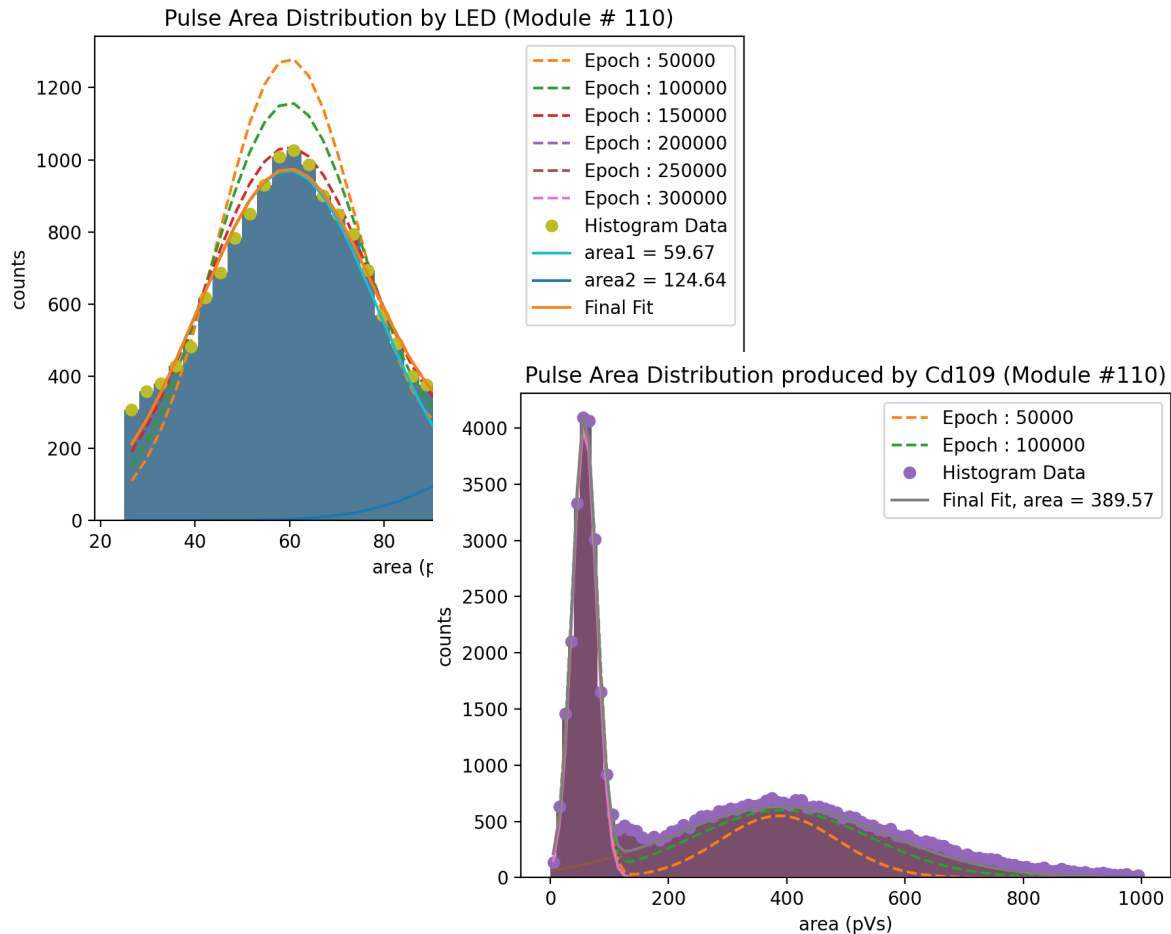 Pulse Area Distribution by LED (Module # 110)
1200
1000
800
600
400
200
0
counts
20
40
60
80
Epoch : 50000
Epoch : 100000
Epoch : 150000
Epoch : 200000
Epoch : 250000
Epoch : 300000
Histogram Data
area1 = 59.67
area2 = 124.64
Final Fit
area (p
Pulse Area Distribution produced by Cd109 (Module #110)
4000
3500
3000
2500
2000
1500
1000
500
0
counts
Epoch : 50000
Epoch : 100000
Histogram Data
Final Fit, area = 389.57
0
200
400
600
800
1000
area (pVs)